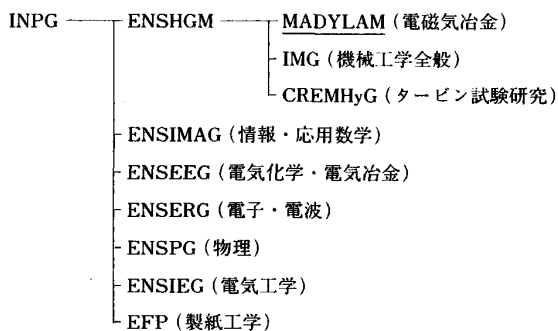 INPG ENSHGM MADYLAM (電磁気冶金)
IMG (機械工学全般)
CREMHyG (タービン試験研究)
ENSIMAG (情報・応用数学)
ENSEEG (電気化学・電気冶金)
ENSERG (電子・電波)
ENSPG (物理)
ENSIEG (電気工学)
EFP (製紙工学)